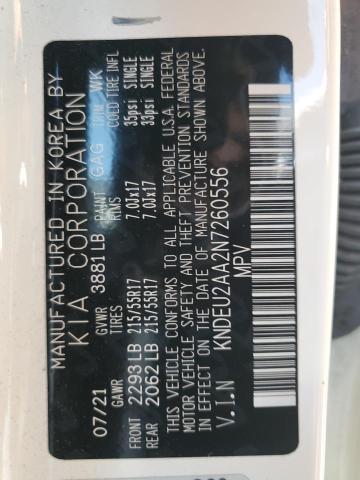 MANUFACTURED IN KOREA BY
KIA CORPORATION
07/21 GVWR 3881 LB PAINT GAG TRIM WK
GAWR TIRES RIMS COLD TIRE INFL
FRONT 2293 LB 215/55R17 7.0Jx17 35psi SINGLE
REAR 2062 LB 215/55R17 7.0Jx17 33psi SINGLE
THIS VEHICLE CONFORMS TO ALL APPLICABLE U.S.A. FEDERAL
MOTOR VEHICLE SAFETY AND THEFT PREVENTION STANDARDS
IN EFFECT ON THE DATE OF MANUFACTURE SHOWN ABOVE.
V.I.N KNDEU2AA2N7260556
MPV